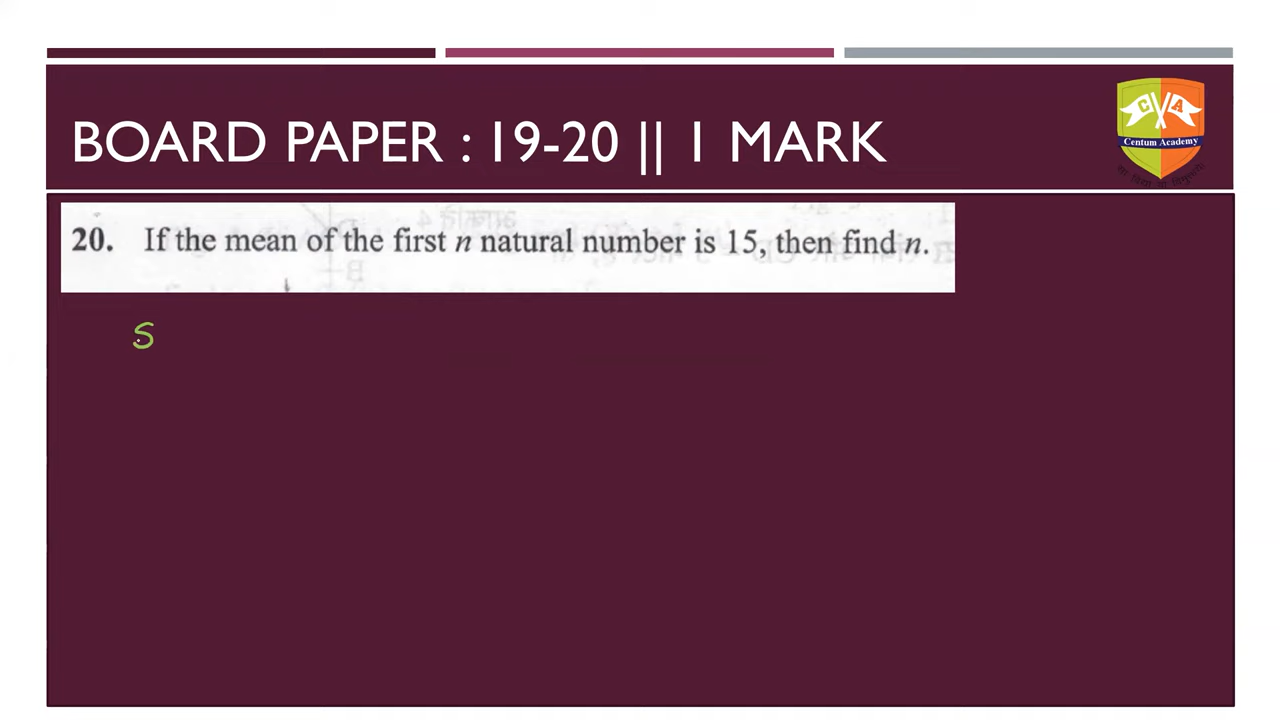 BOARD PAPER : 19-20 || 1 MARK
C A
Centum Academy
20. If the mean of the first n natural number is 15, then find n.
S